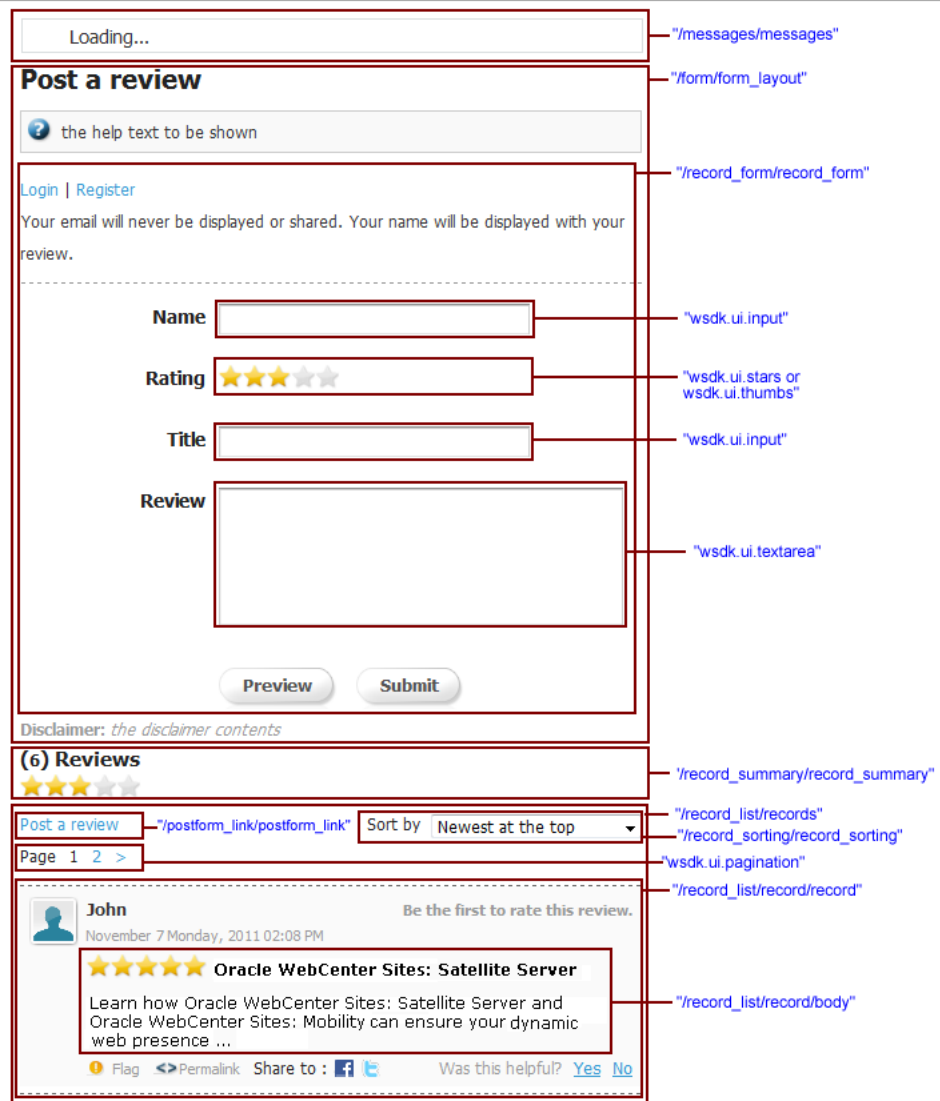 Loading...
"/messages/messages"
Post a review
"/form/form_layout"
the help text to be shown
"/record_form/record_form"
Login | Register
Your email will never be displayed or shared. Your name will be displayed with your
review.
Name
"wsdk.ui.input"
Rating
"wsdk.ui.stars or
wsdk.ui.thumbs"
Title
"wsdk.ui.input"
Review
"wsdk.ui.textarea"
Preview Submit
Disclaimer: the disclaimer contents
(6) Reviews
"/record_summary/record_summary"
Post a review
"/postform_link/postform_link"
Sort by Newest at the top
"/record_list/records"
"/record_sorting/record_sorting"
Page 1 2 >
"wsdk.ui.pagination"
"/record_list/record/record"
John
Be the first to rate this review.
November 7 Monday, 2011 02:08 PM
Oracle WebCenter Sites: Satellite Server
Learn how Oracle WebCenter Sites: Satellite Server and
Oracle WebCenter Sites: Mobility can ensure your dynamic
web presence ...
"/record_list/record/body"
Flag <>Permalink Share to : Was this helpful? Yes No